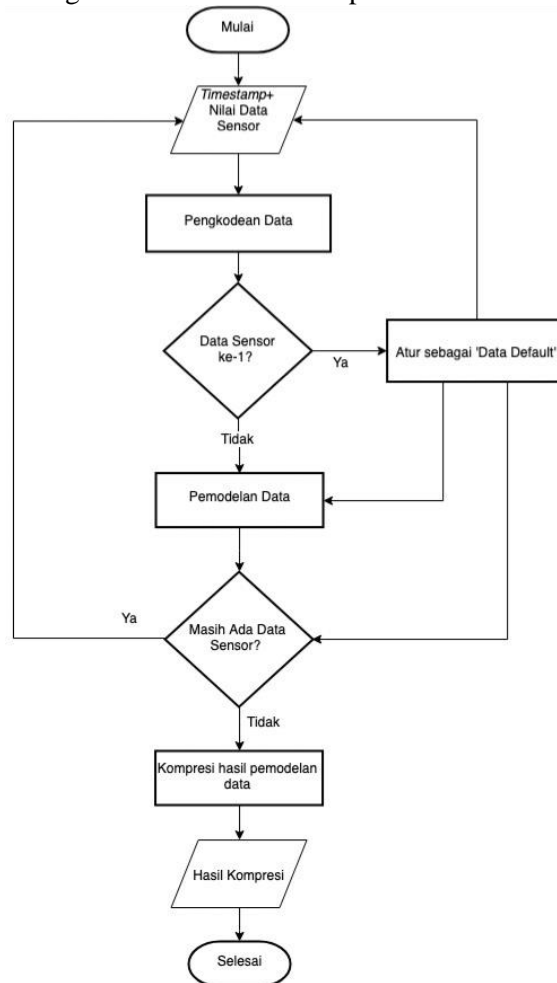 Mulai
Timestamp+
Nilai Data
Sensor
Pengkodean Data
Data Sensor
ke-1?
Ya
Atur sebagai 'Data Default'
Tidak
Pemodelan Data
Masih Ada Data
Sensor?
Ya
Tidak
Kompresi hasil pemodelan
data
Hasil Kompresi
Selesai